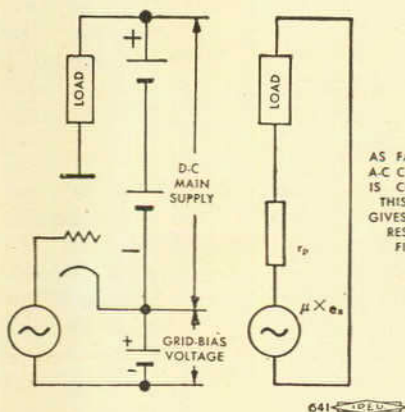 +
LOAD
D-C
MAIN
SUPPLY
−
+
GRID-BIAS
VOLTAGE
-
LOAD
rp
μ × es
AS FA
A-C C
IS C
THIS
GIVES
RES
FI
641